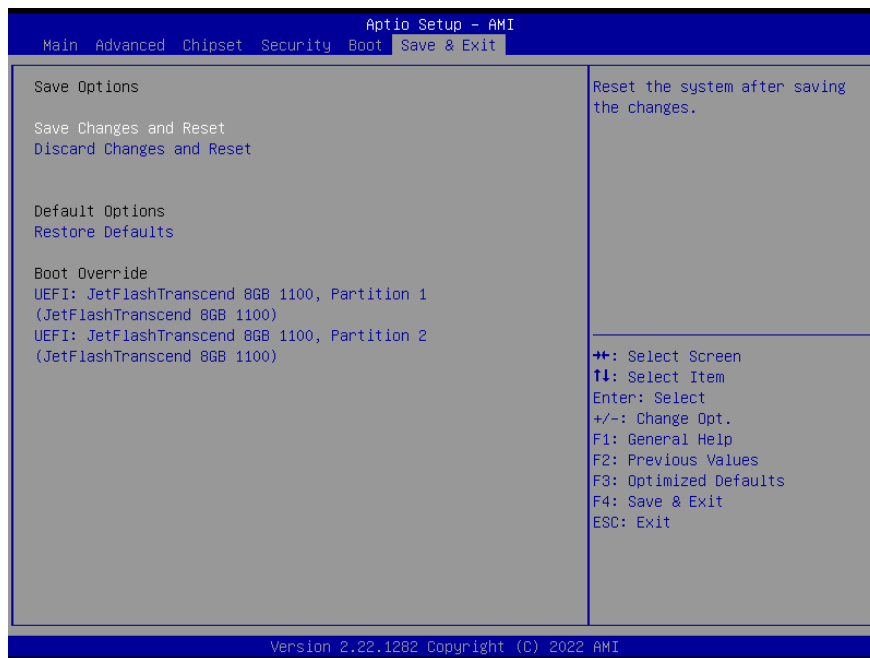 Aptio Setup – AMI
Main Advanced Chipset Security Boot Save & Exit
Save Options
Save Changes and Reset
Discard Changes and Reset
Default Options
Restore Defaults
Boot Override
UEFI: JetFlashTranscend 8GB 1100, Partition 1
(JetFlashTranscend 8GB 1100)
UEFI: JetFlashTranscend 8GB 1100, Partition 2
(JetFlashTranscend 8GB 1100)
Reset the system after saving
the changes.
→←: Select Screen
↑↓: Select Item
Enter: Select
+/-: Change Opt.
F1: General Help
F2: Previous Values
F3: Optimized Defaults
F4: Save & Exit
ESC: Exit
Version 2.22.1282 Copyright (C) 2022 AMI